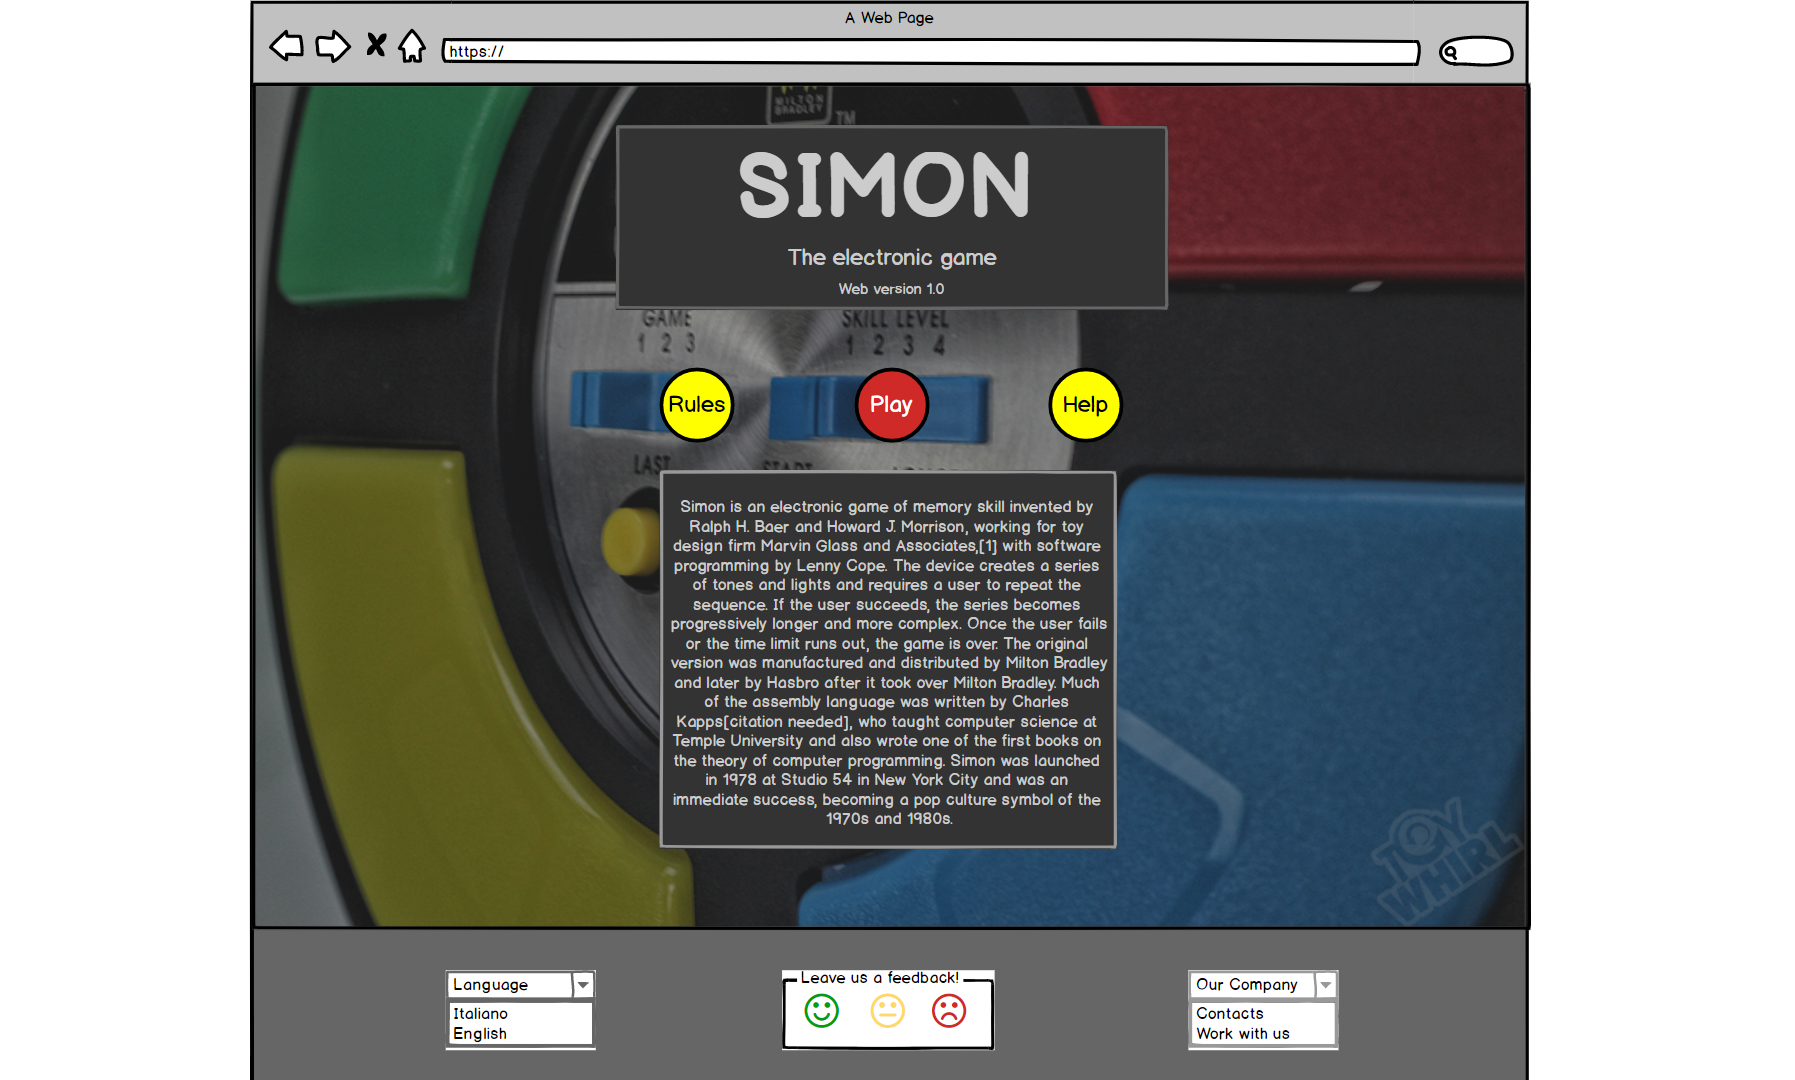 A Web Page
https://
MILTON
BRADLEY
TM
SIMON
The electronic game
Web version 1.0
GAME
SKILL LEVEL
1 2 3
1 2 3 4
Rules
Play
Help
LAST
START
Simon is an electronic game of memory skill invented by
Ralph H. Baer and Howard J. Morrison, working for toy
design firm Marvin Glass and Associates,[1] with software
programming by Lenny Cope. The device creates a series
of tones and lights and requires a user to repeat the
sequence. If the user succeeds, the series becomes
progressively longer and more complex. Once the user fails
or the time limit runs out, the game is over. The original
version was manufactured and distributed by Milton Bradley
and later by Hasbro after it took over Milton Bradley. Much
of the assembly language was written by Charles
Kapps[citation needed], who taught computer science at
Temple University and also wrote one of the first books on
the theory of computer programming. Simon was launched
in 1978 at Studio 54 in New York City and was an
immediate success, becoming a pop culture symbol of the
1970s and 1980s.
TOY
WHIRL
Language
Italiano
English
Leave us a feedback!
Our Company
Contacts
Work with us